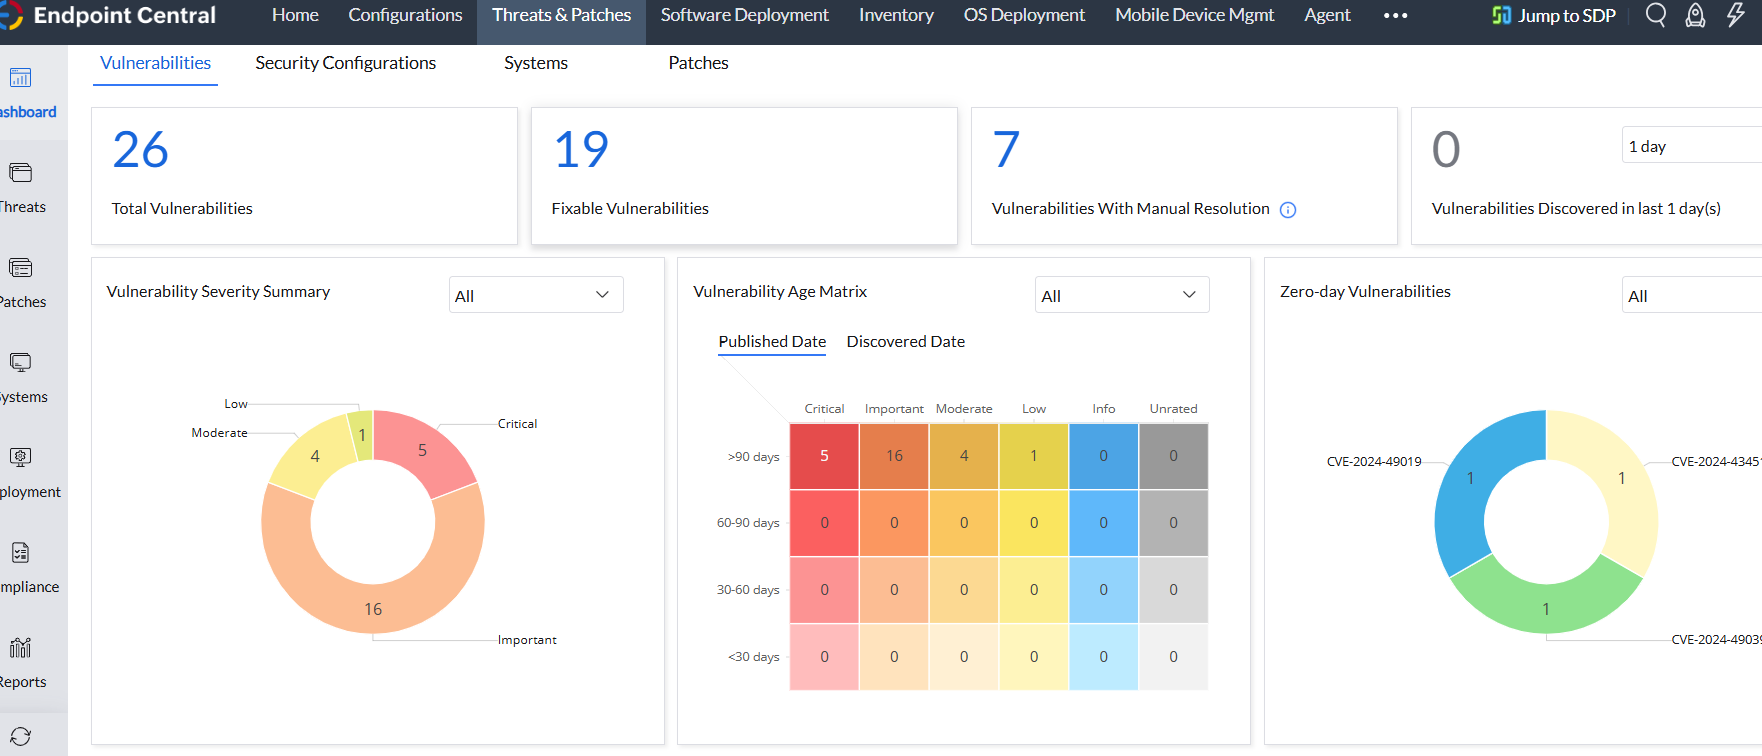 Endpoint Central
Home Configurations Threats & Patches Software Deployment Inventory OS Deployment Mobile Device Mgmt Agent ••• Jump to SDP
Vulnerabilities Security Configurations Systems Patches
ashboard
Threats
Patches
ystems
ployment
mpliance
Reports
26
Total Vulnerabilities
19
Fixable Vulnerabilities
7
Vulnerabilities With Manual Resolution
0
1 day
Vulnerabilities Discovered in last 1 day(s)
Vulnerability Severity Summary
All
Low
Moderate
Critical
Important
1
5
4
16
Vulnerability Age Matrix
All
Published Date Discovered Date
Critical Important Moderate Low Info Unrated
>90 days 5 16 4 1 0 0
60-90 days 0 0 0 0 0 0
30-60 days 0 0 0 0 0 0
<30 days 0 0 0 0 0 0
Zero-day Vulnerabilities
All
CVE-2024-49019
CVE-2024-43451
CVE-2024-49039
1
1
1